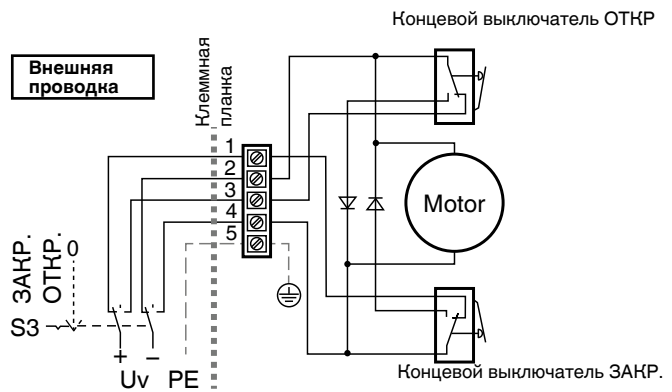 Концевой выключатель ОТКР
Внешняя
проводка
Клеммная
планка
1
2
3
4
5
Motor
ЗАКР.
ОТКР.
0
S3
+ −
Uv PE
Концевой выключатель ЗАКР.